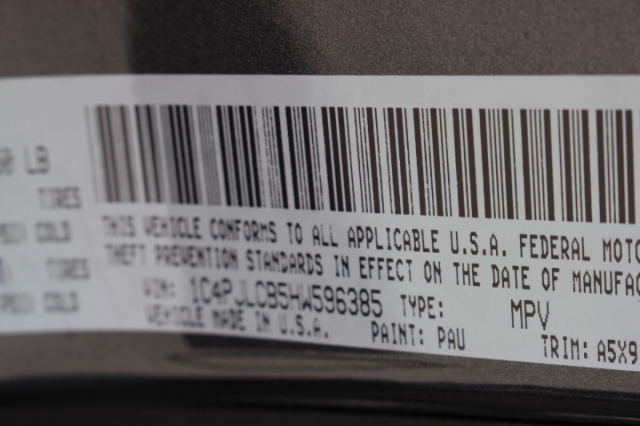 LB
TIRES
COLD
TIRES
COLD
THIS VEHICLE CONFORMS TO ALL APPLICABLE U.S.A. FEDERAL MOTO
THEFT PREVENTION STANDARDS IN EFFECT ON THE DATE OF MANUFAC
VIN: 1C4PJLCB5HW596385 TYPE: MPV
VEHICLE MADE IN U.S.A. PAINT: PAU TRIM: A5X9